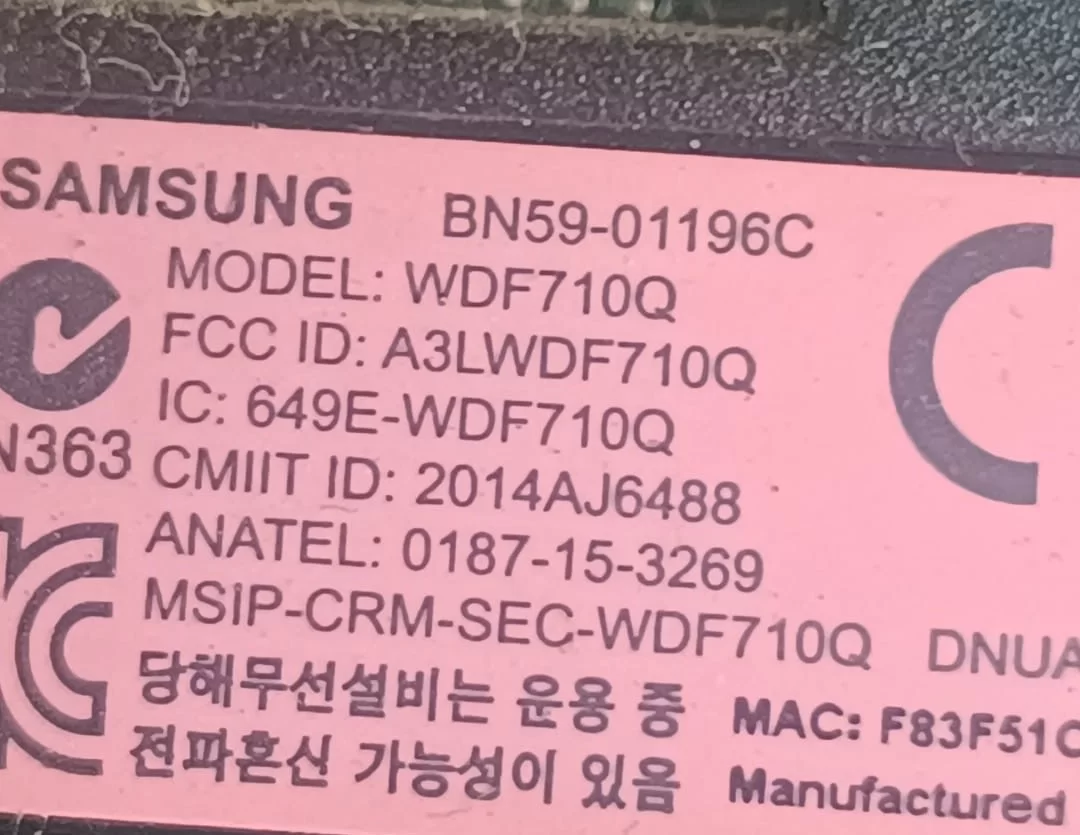 SAMSUNG BN59-01196C
MODEL: WDF710Q
FCC ID: A3LWDF710Q
IC: 649E-WDF710Q
N363 CMIIT ID: 2014AJ6488
ANATEL: 0187-15-3269
MSIP-CRM-SEC-WDF710Q DNUA
당해무선설비는 운용 중 MAC: F83F51C
전파혼신 가능성이 있음 Manufactured